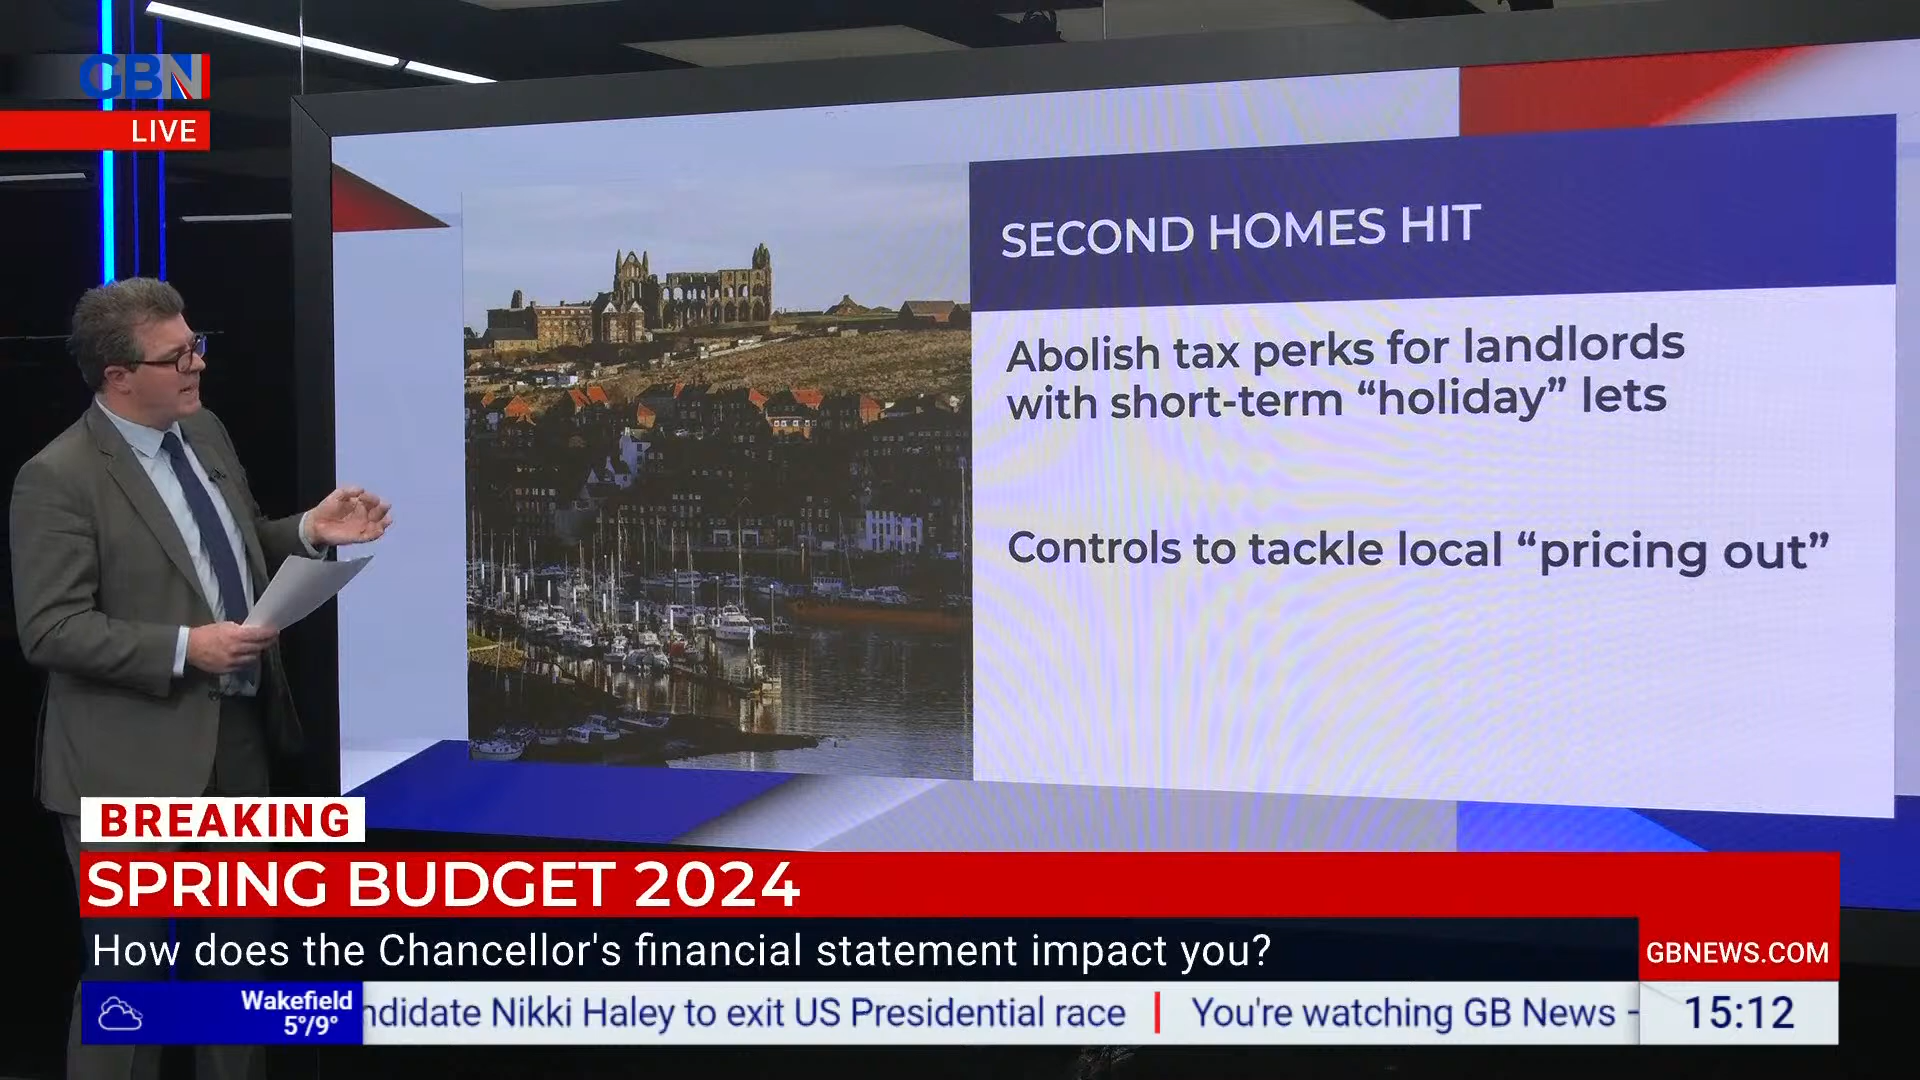 GBN
LIVE
SECOND HOMES HIT
Abolish tax perks for landlords
with short-term “holiday” lets
Controls to tackle local “pricing out”
BREAKING
SPRING BUDGET 2024
How does the Chancellor's financial statement impact you?
GBNEWS.COM
Wakefield
5°/9°
ndidate Nikki Haley to exit US Presidential race | You're watching GB News -
15:12